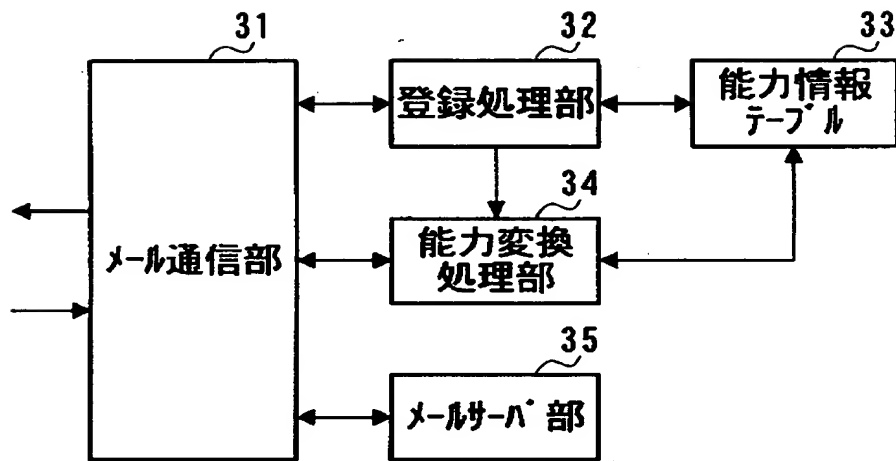 31
32
33
登録処理部
能力情報
ﾃｰﾌﾞﾙ
34
ﾒｰﾙ通信部
能力変換
処理部
35
ﾒｰﾙｻｰﾊﾞ部